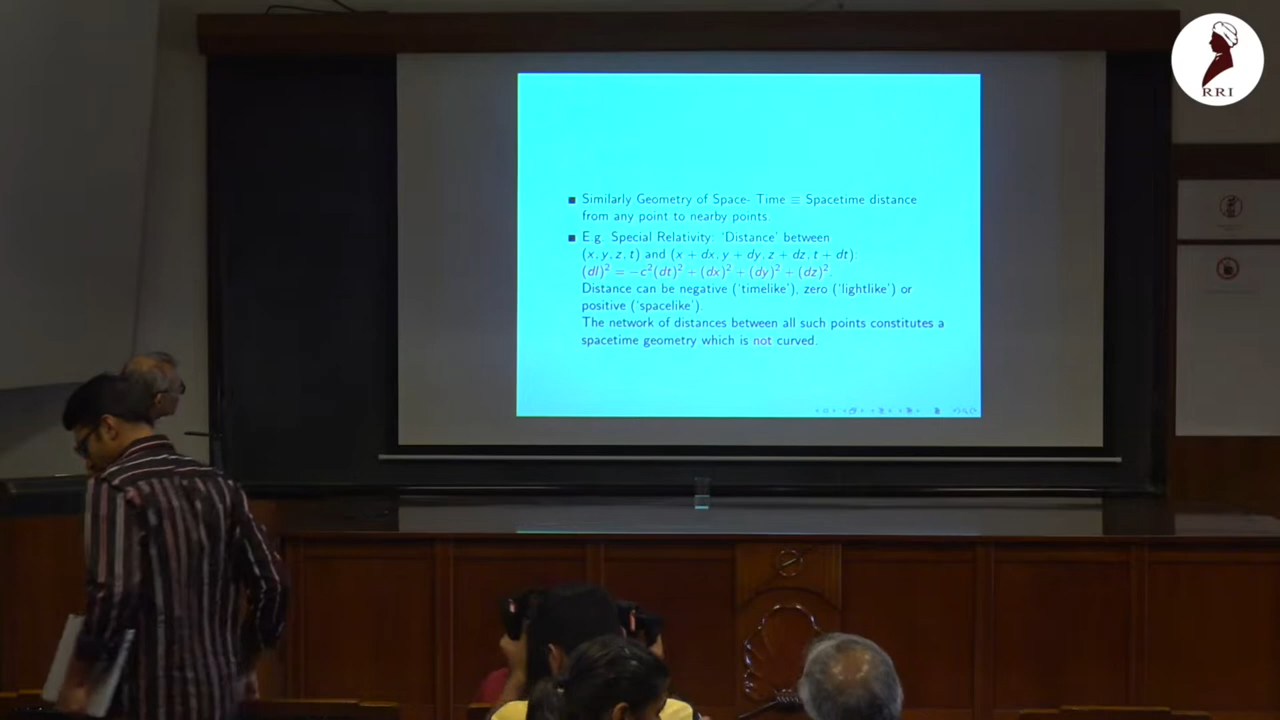 RRI
Similarly Geometry of Space- Time ≡ Spacetime distance
from any point to nearby points.
E.g. Special Relativity: ‘Distance’ between
(x, y, z, t) and (x + dx, y + dy, z + dz, t + dt):
(dl)² = −c²(dt)² + (dx)² + (dy)² + (dz)².
Distance can be negative (‘timelike’), zero (‘lightlike’) or
positive (‘spacelike’).
The network of distances between all such points constitutes a
spacetime geometry which is not curved.